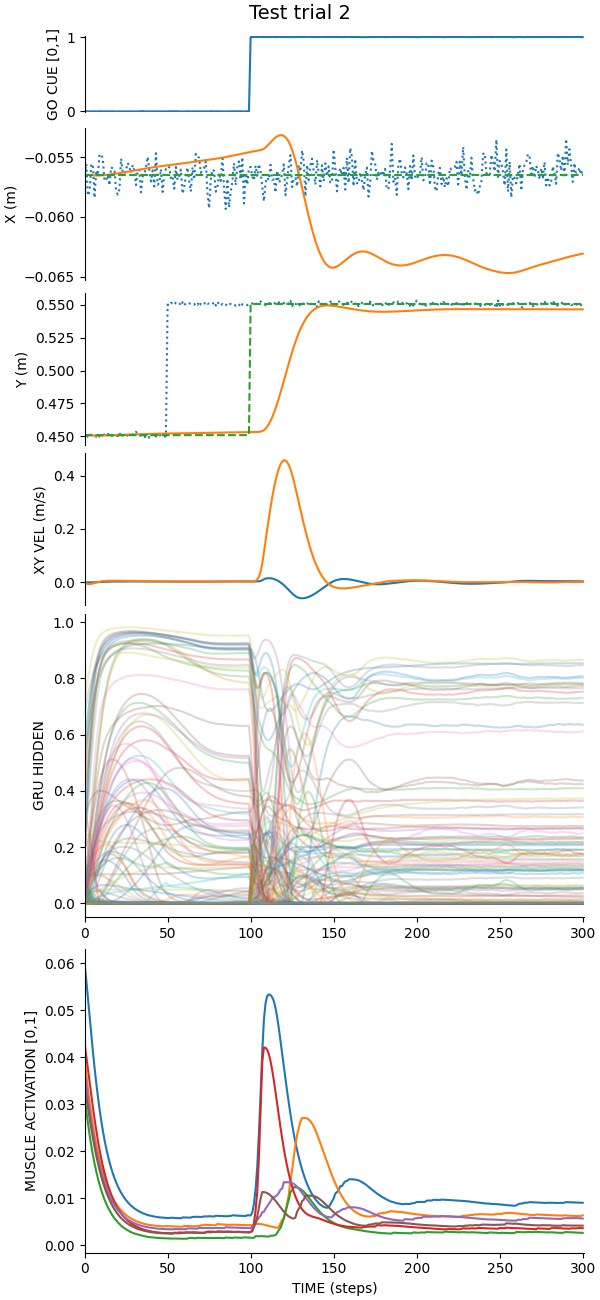 Test trial 2
GO CUE [0,1]
1
0
X (m)
−0.055
−0.060
−0.065
Y (m)
0.550
0.525
0.500
0.475
0.450
XY VEL (m/s)
0.4
0.2
0.0
GRU HIDDEN
1.0
0.8
0.6
0.4
0.2
0.0
0 50 100 150 200 250 300
MUSCLE ACTIVATION [0,1]
0.06
0.05
0.04
0.03
0.02
0.01
0.00
0 50 100 150 200 250 300
TIME (steps)